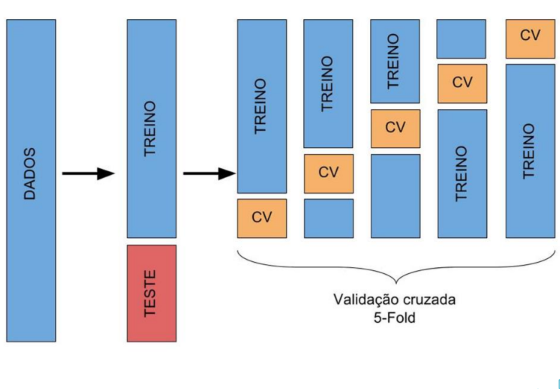 DADOS
TREINO
TESTE
TREINO
CV
TREINO
CV
TREINO
CV
CV
TREINO
CV
TREINO
Validação cruzada
5-Fold